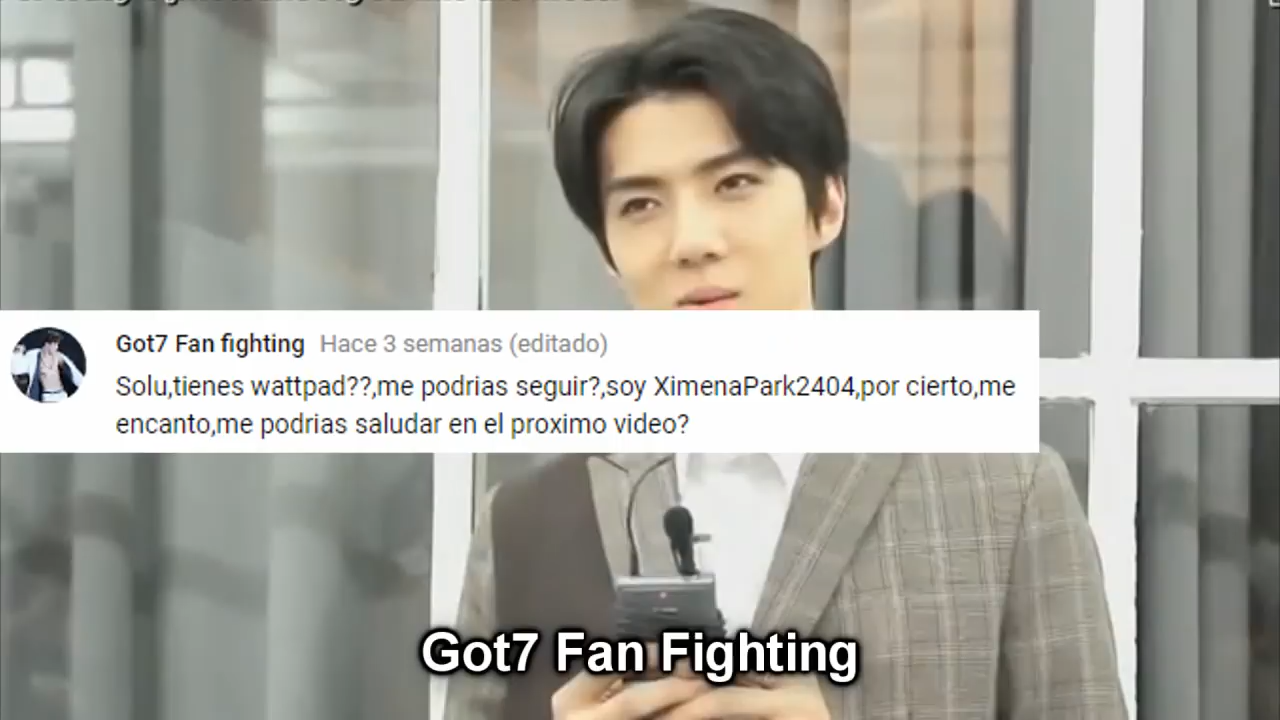 Got7 Fan fighting Hace 3 semanas (editado)
Solu,tienes wattpad??,me podrias seguir?,soy XimenaPark2404,por cierto,me
encanto,me podrias saludar en el proximo video?
Got7 Fan Fighting